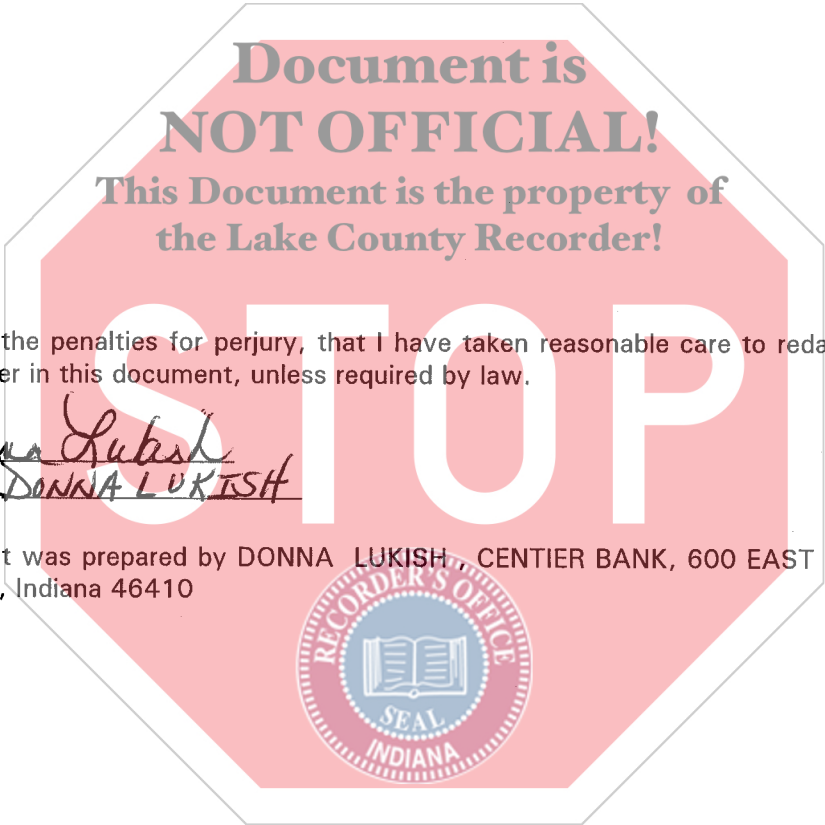 Document is
NOT OFFICIAL!
This Document is the property of
the Lake County Recorder!
STOP
the penalties for perjury, that I have taken reasonable care to reda
er in this document, unless required by law.
na Lukish
DONNA LUKISH
t was prepared by DONNA LUKISH , CENTIER BANK, 600 EAST
, Indiana 46410
RECORDER'S OFFICE
SEAL
INDIANA